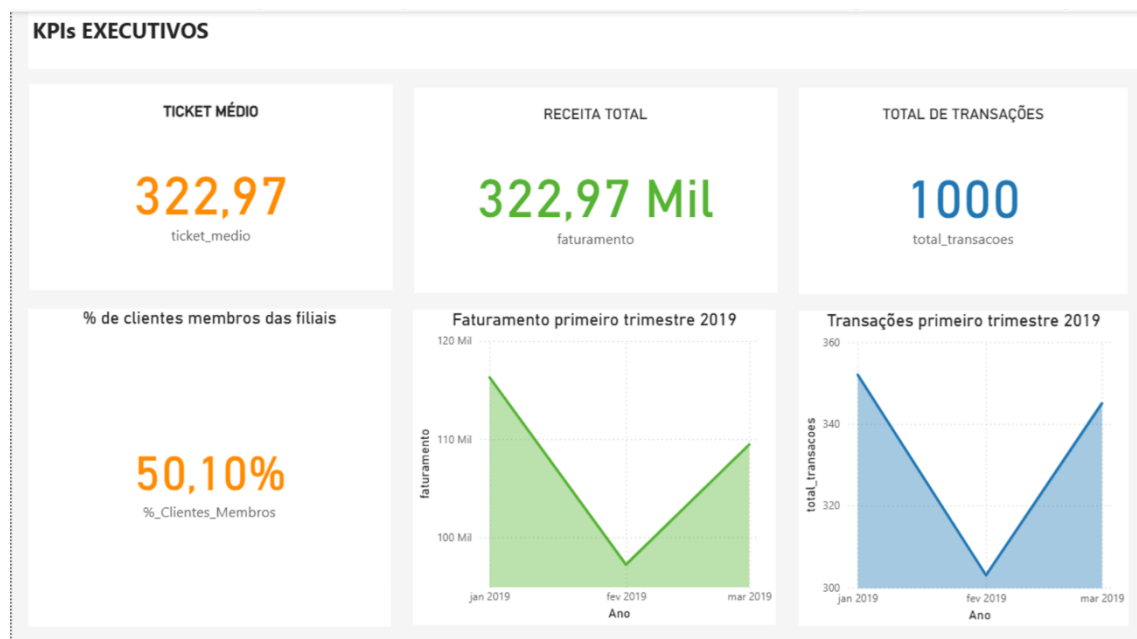 KPIs EXECUTIVOS
TICKET MÉDIO
322,97
ticket_medio
RECEITA TOTAL
322,97 Mil
faturamento
TOTAL DE TRANSAÇÕES
1000
total_transacoes
% de clientes membros das filiais
50,10%
%_Clientes_Membros
Faturamento primeiro trimestre 2019
120 Mil
110 Mil
100 Mil
faturamento
jan 2019
fev 2019
mar 2019
Ano
Transações primeiro trimestre 2019
360
340
320
300
total_transacoes
jan 2019
fev 2019
mar 2019
Ano